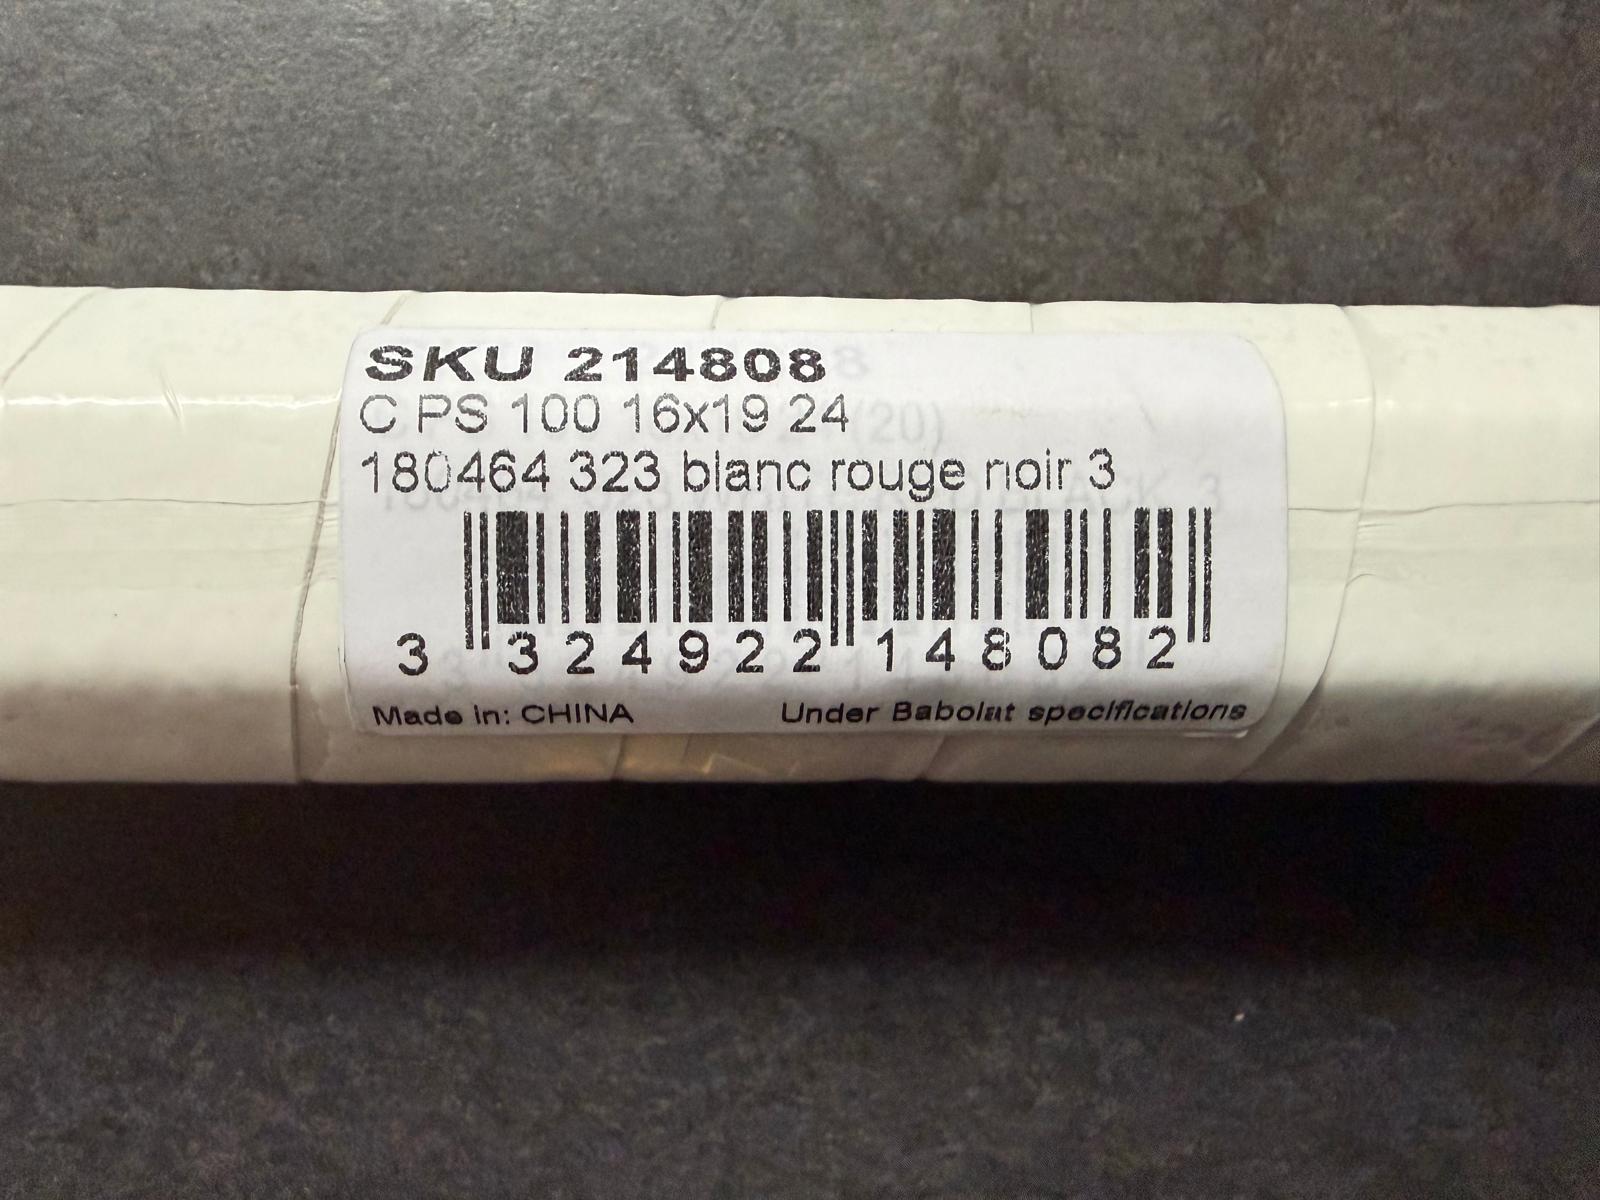 SKU 214808
C PS 100 16x19 24
180464 323 blanc rouge noir 3
3 324922 148082
Made in: CHINA
Under Babolat specifications